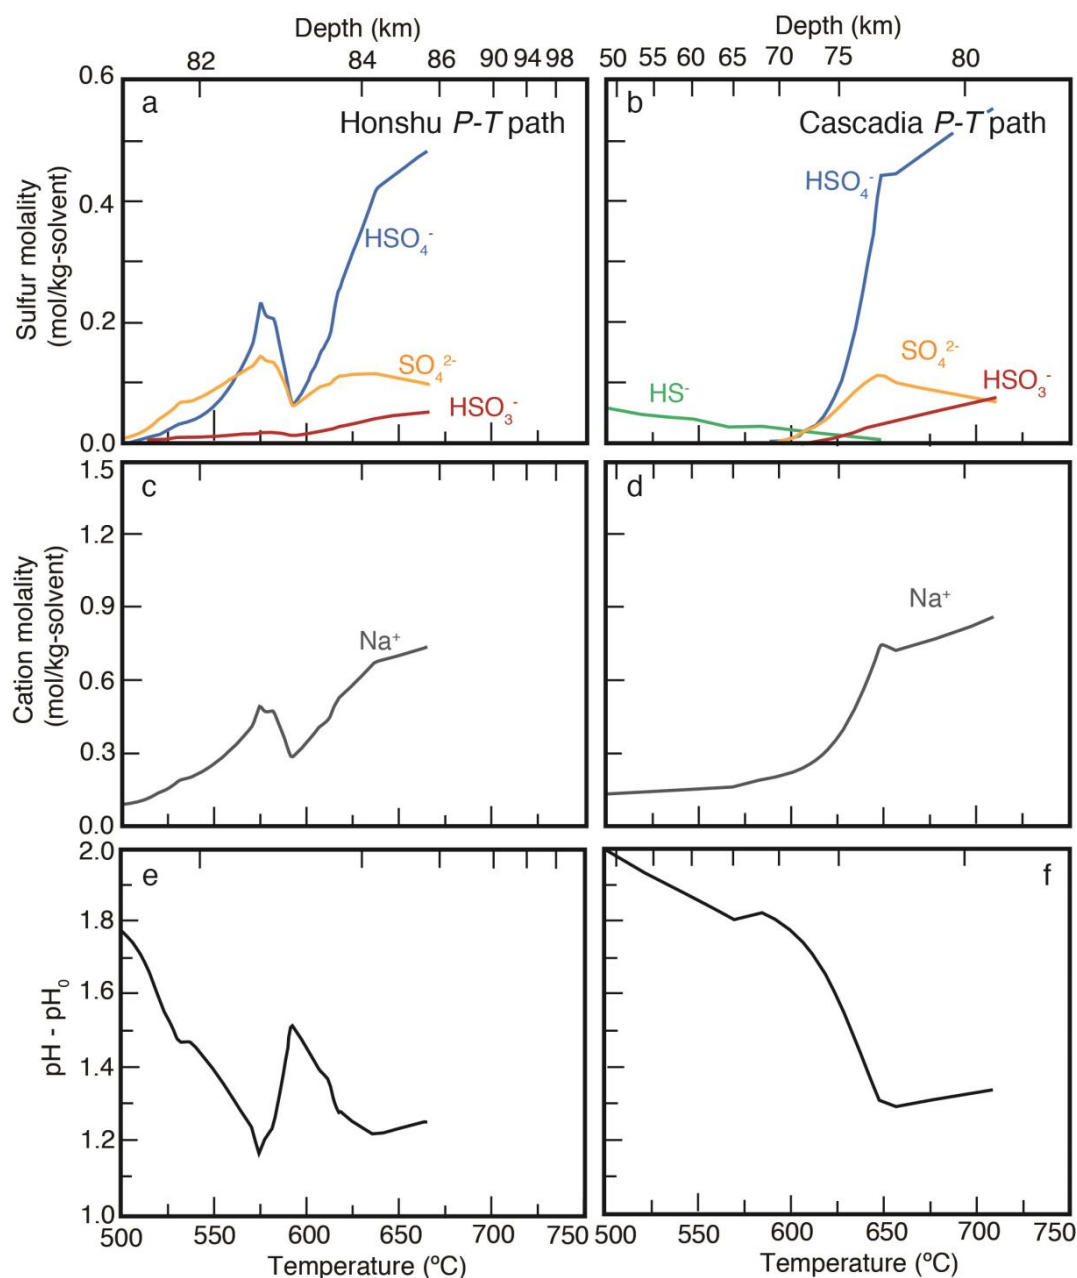 Depth (km)
82 84 86 90 94 98
Depth (km)
50 55 60 65 70 75 80
0.6
0.4
0.2
0.0
Sulfur molality
(mol/kg-solvent)
a
Honshu P-T path
HSO₄⁻
SO₄²⁻
HSO₃⁻
b
Cascadia P-T path
HSO₄⁻
SO₄²⁻
HSO₃⁻
HS⁻
1.5
1.2
0.9
0.6
0.3
0.0
Cation molality
(mol/kg-solvent)
c
Na⁺
d
Na⁺
2.0
1.8
1.6
1.4
1.2
1.0
pH - pH₀
e
f
500 550 600 650 700 750
Temperature (ºC)
500 600 650 700 750
Temperature (ºC)